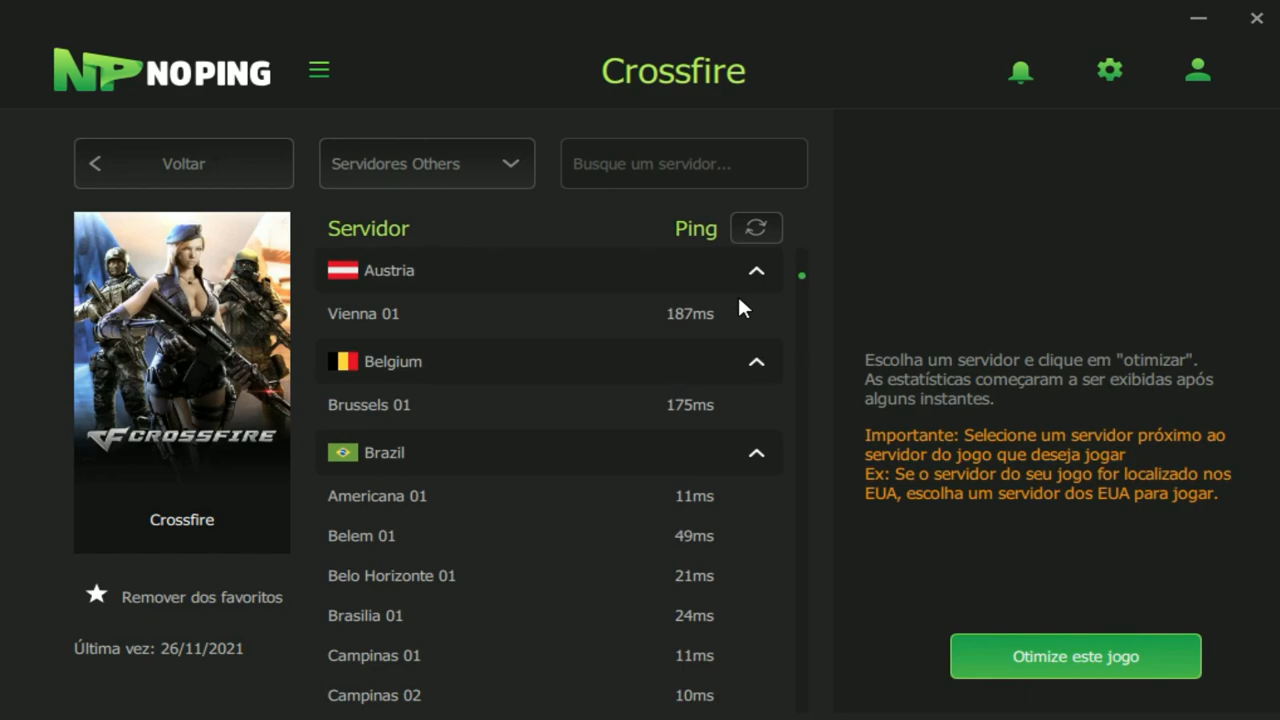 NP NOPING
Crossfire
Voltar
Servidores Others
Busque um servidor...
Servidor Ping
Austria
Vienna 01 187ms
Belgium
Brussels 01 175ms
Brazil
Americana 01 11ms
Belem 01 49ms
Belo Horizonte 01 21ms
Brasilia 01 24ms
Campinas 01 11ms
Campinas 02 10ms
CF CROSSFIRE
Crossfire
Remover dos favoritos
Última vez: 26/11/2021
Escolha um servidor e clique em "otimizar".
As estatísticas começaram a ser exibidas após
alguns instantes.
Importante: Selecione um servidor próximo ao
servidor do jogo que deseja jogar
Ex: Se o servidor do seu jogo for localizado nos
EUA, escolha um servidor dos EUA para jogar.
Otimize este jogo